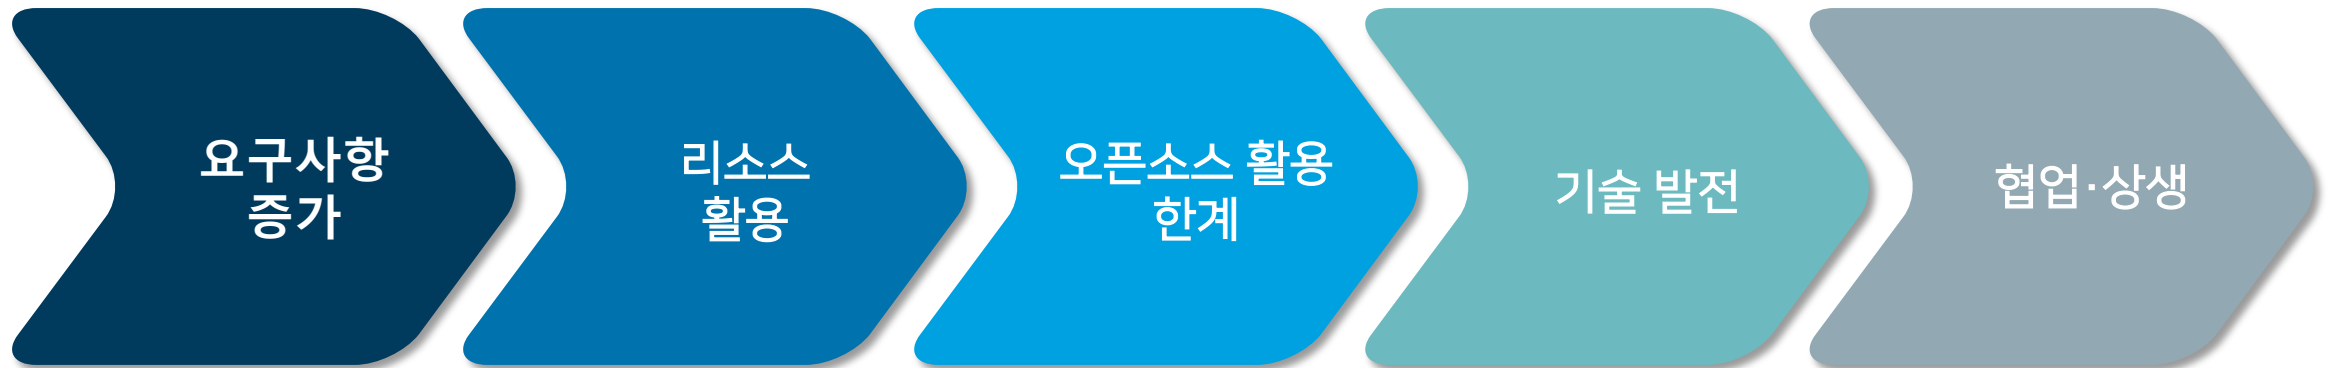 요구사항
증가
리소스
활용
오픈소스 활용
한계
기술 발전
협업·상생